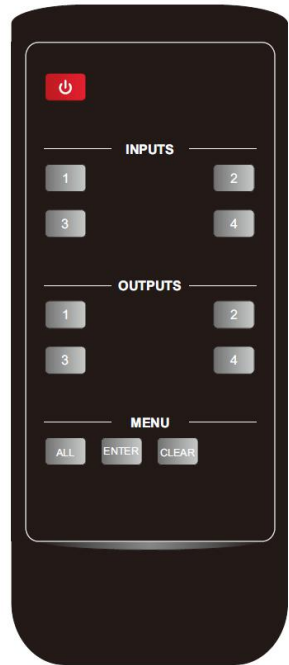 INPUTS
1 2
3 4
OUTPUTS
1 2
3 4
MENU
ALL ENTER CLEAR